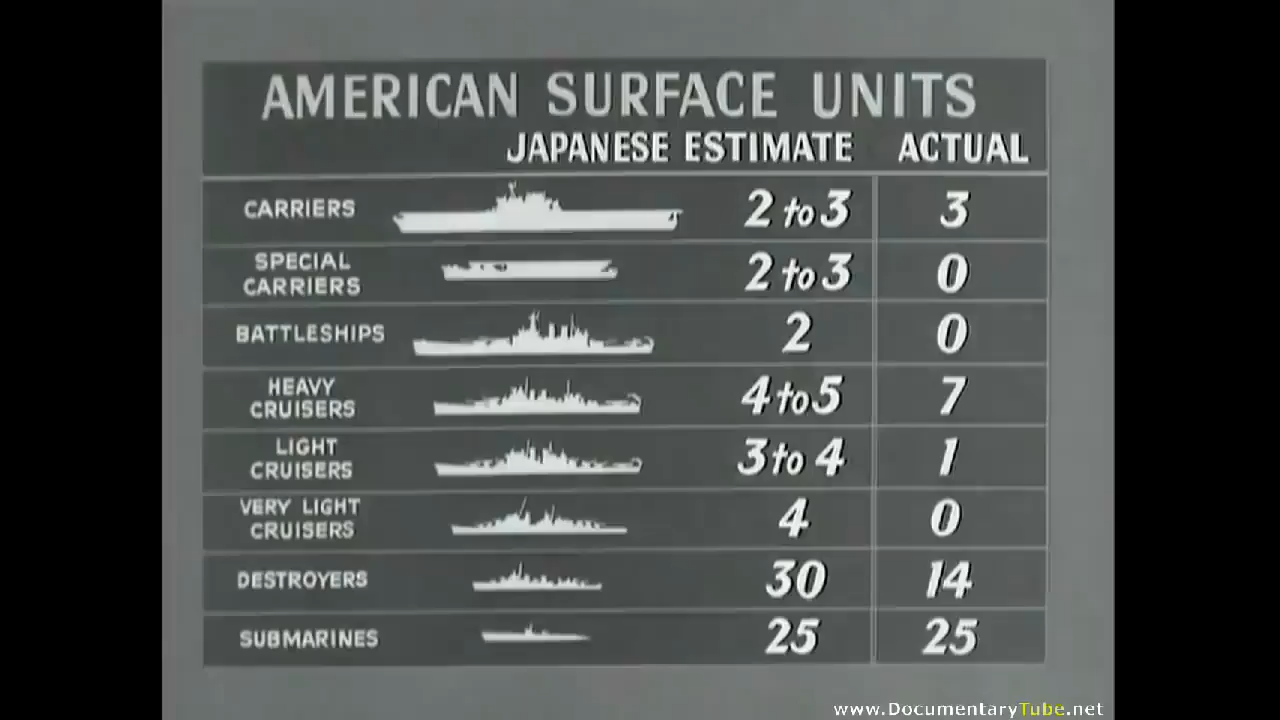 AMERICAN SURFACE UNITS
JAPANESE ESTIMATE ACTUAL
CARRIERS 2 to 3 3
SPECIAL
CARRIERS 2 to 3 0
BATTLESHIPS 2 0
HEAVY
CRUISERS 4 to 5 7
LIGHT
CRUISERS 3 to 4 1
VERY LIGHT
CRUISERS 4 0
DESTROYERS 30 14
SUBMARINES 25 25
www.DocumentaryTube.net